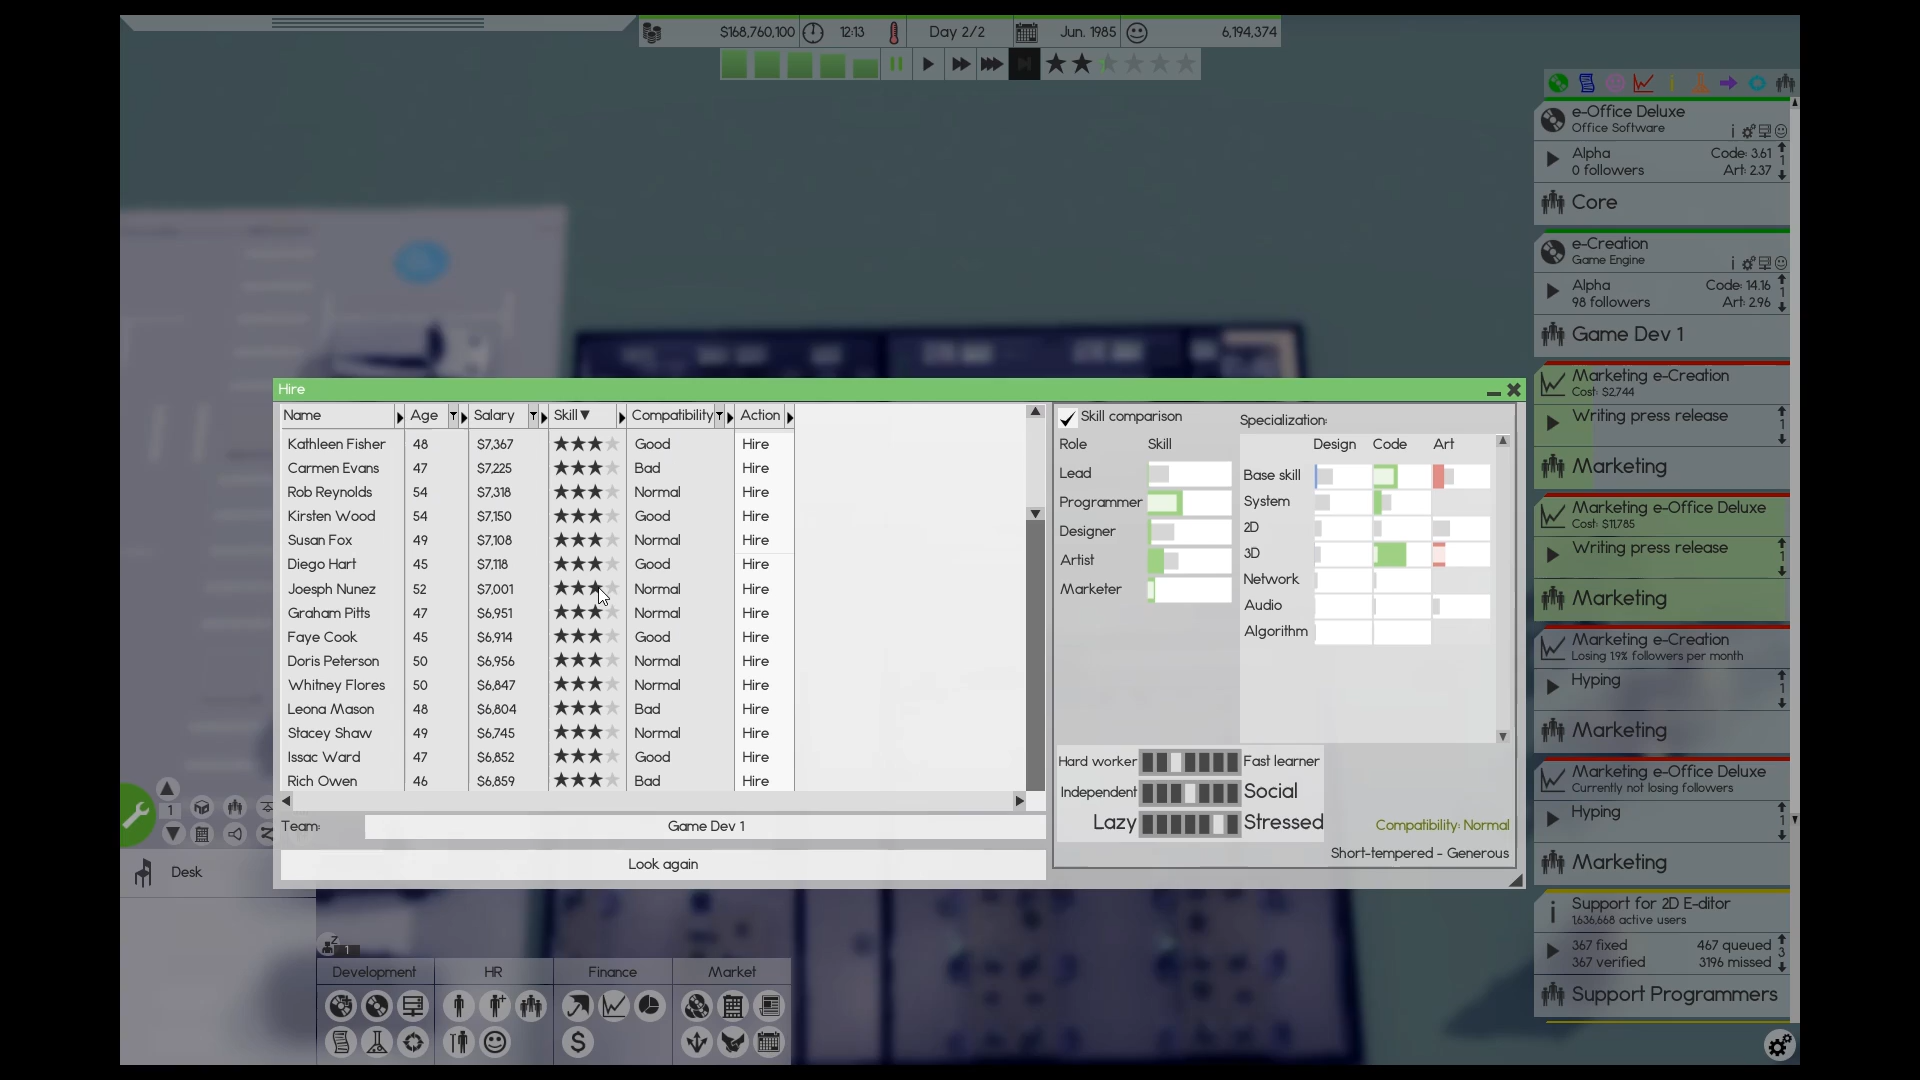 $168,760,100 12:13 Day 2/2 Jun. 1985 6,194,374
Hire
Name Age Salary Skill▼ Compatibility Action
Kathleen Fisher 48 $7,367 Good Hire
Carmen Evans 47 $7,225 Bad Hire
Rob Reynolds 54 $7,318 Normal Hire
Kirsten Wood 54 $7,150 Good Hire
Susan Fox 49 $7,108 Normal Hire
Diego Hart 45 $7,118 Good Hire
Joesph Nunez 52 $7,001 Normal Hire
Graham Pitts 47 $6,951 Normal Hire
Faye Cook 45 $6,914 Good Hire
Doris Peterson 50 $6,956 Normal Hire
Whitney Flores 50 $6,847 Normal Hire
Leona Mason 48 $6,804 Bad Hire
Stacey Shaw 49 $6,745 Normal Hire
Issac Ward 47 $6,852 Good Hire
Rich Owen 46 $6,859 Bad Hire
Team: Game Dev 1
Look again
Skill comparison
Role Skill
Lead
Programmer
Designer
Artist
Marketer
Specialization:
Design Code Art
Base skill
System
2D
3D
Network
Audio
Algorithm
Hard worker Fast learner
Independent Social
Lazy Stressed
Compatibility: Normal
Short-tempered - Generous
e-Office Deluxe
Office Software
Alpha Code: 3.61
0 followers Art: 2.37
1
Core
e-Creation
Game Engine
Alpha Code: 14.16
98 followers Art: 2.96
1
Game Dev 1
Marketing e-Creation
Cost: $2,744
Writing press release
1
Marketing
Marketing e-Office Deluxe
Cost: $11,785
Writing press release
1
Marketing
Marketing e-Creation
Losing 1.9% followers per month
Hyping
1
Marketing
Marketing e-Office Deluxe
Currently not losing followers
Hyping
1
Marketing
Support for 2D E-ditor
1,636,668 active users
367 fixed 467 queued
367 verified 3196 missed
3
Support Programmers
1
Desk
z
1
Development HR Finance Market